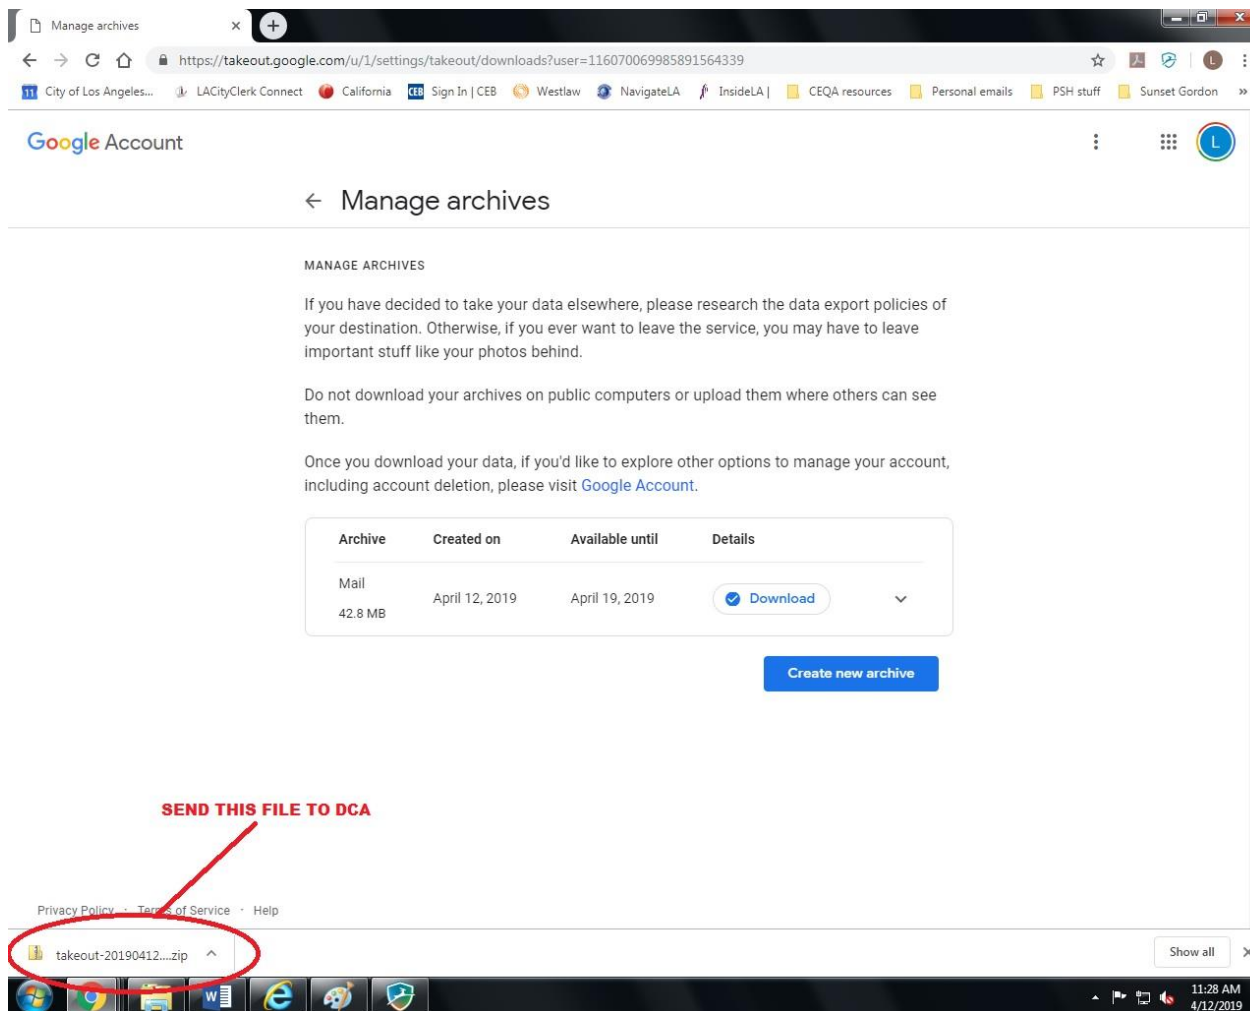 Manage archives
https://takeout.google.com/u/1/settings/takeout/downloads?user=116070069985891564339
L
City of Los Angeles... LACityClerk Connect California CEB Sign In | CEB Westlaw NavigateLA InsideLA | CEQA resources Personal emails PSH stuff Sunset Gordon »
Google Account
L
Manage archives
MANAGE ARCHIVES
If you have decided to take your data elsewhere, please research the data export policies of
your destination. Otherwise, if you ever want to leave the service, you may have to leave
important stuff like your photos behind.
Do not download your archives on public computers or upload them where others can see
them.
Once you download your data, if you'd like to explore other options to manage your account,
including account deletion, please visit Google Account.
Archive Created on Available until Details
Mail
42.8 MB
April 12, 2019 April 19, 2019 Download
Create new archive
SEND THIS FILE TO DCA
Privacy Policy · Terms of Service · Help
takeout-20190412....zip
Show all
11:28 AM
4/12/2019